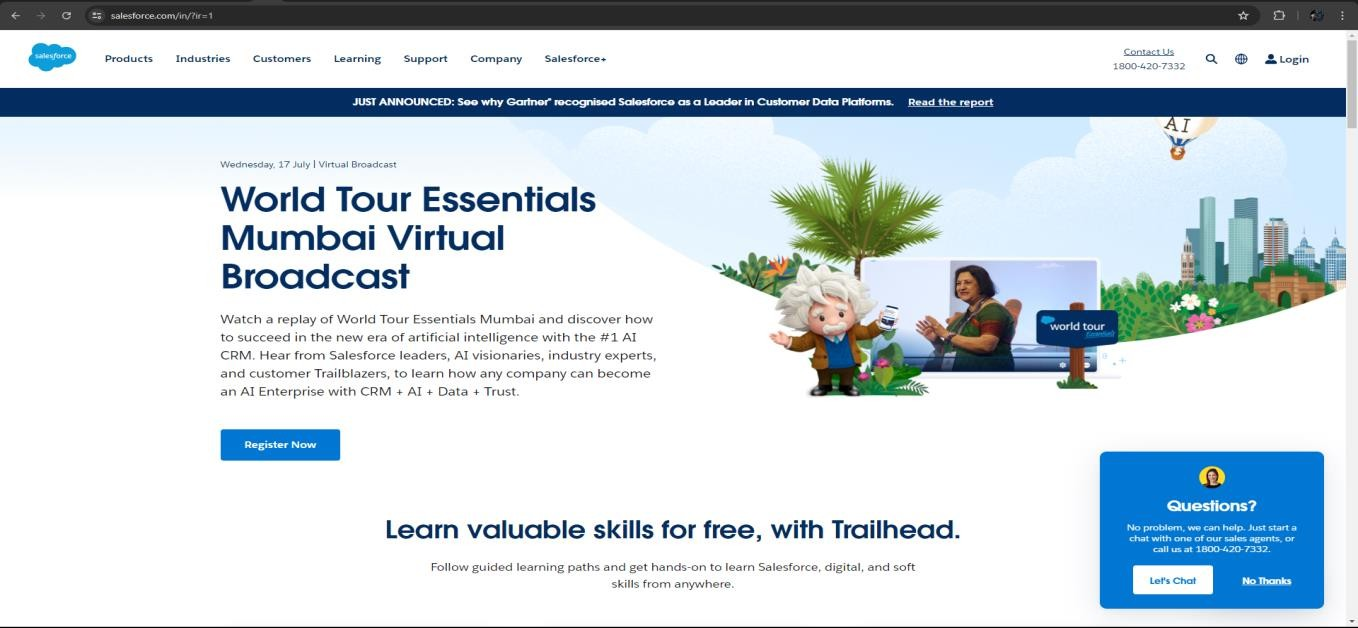 salesforce.com/in/?ir=1
salesforce
Products
Industries
Customers
Learning
Support
Company
Salesforce+
Contact Us
1800-420-7332
Login
JUST ANNOUNCED: See why Gartner® recognised Salesforce as a Leader in Customer Data Platforms. Read the report
AI
Wednesday, 17 July | Virtual Broadcast
World Tour Essentials
Mumbai Virtual
Broadcast
Watch a replay of World Tour Essentials Mumbai and discover how
to succeed in the new era of artificial intelligence with the #1 AI
CRM. Hear from Salesforce leaders, AI visionaries, industry experts,
and customer Trailblazers, to learn how any company can become
an AI Enterprise with CRM + AI + Data + Trust.
Register Now
world tour
essentials
Learn valuable skills for free, with Trailhead.
Follow guided learning paths and get hands-on to learn Salesforce, digital, and soft
skills from anywhere.
Questions?
No problem, we can help. Just start a
chat with one of our sales agents, or
call us at 1800-420-7332.
Let's Chat
No Thanks